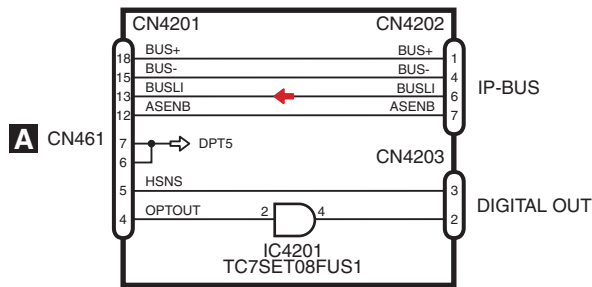 CN4201 CN4202
18 BUS+ BUS+ 1
15 BUS- BUS- 4
13 BUSLI BUSLI 6
12 ASENB ASENB 7
IP-BUS
A CN461
7 DPT5
6
CN4203
5 HSNS 3
4 OPTOUT 2 4 2
DIGITAL OUT
IC4201
TC7SET08FUS1